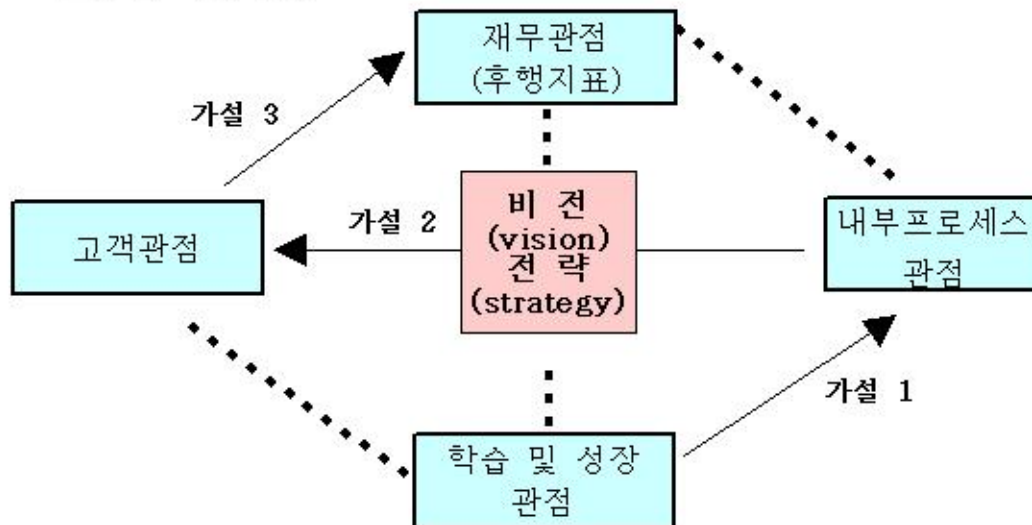 재무관점
(후행지표)
가설 3
고객관점
가설 2
비 전
(vision)
전 략
(strategy)
내부프로세스
관점
가설 1
학습 및 성장
관점